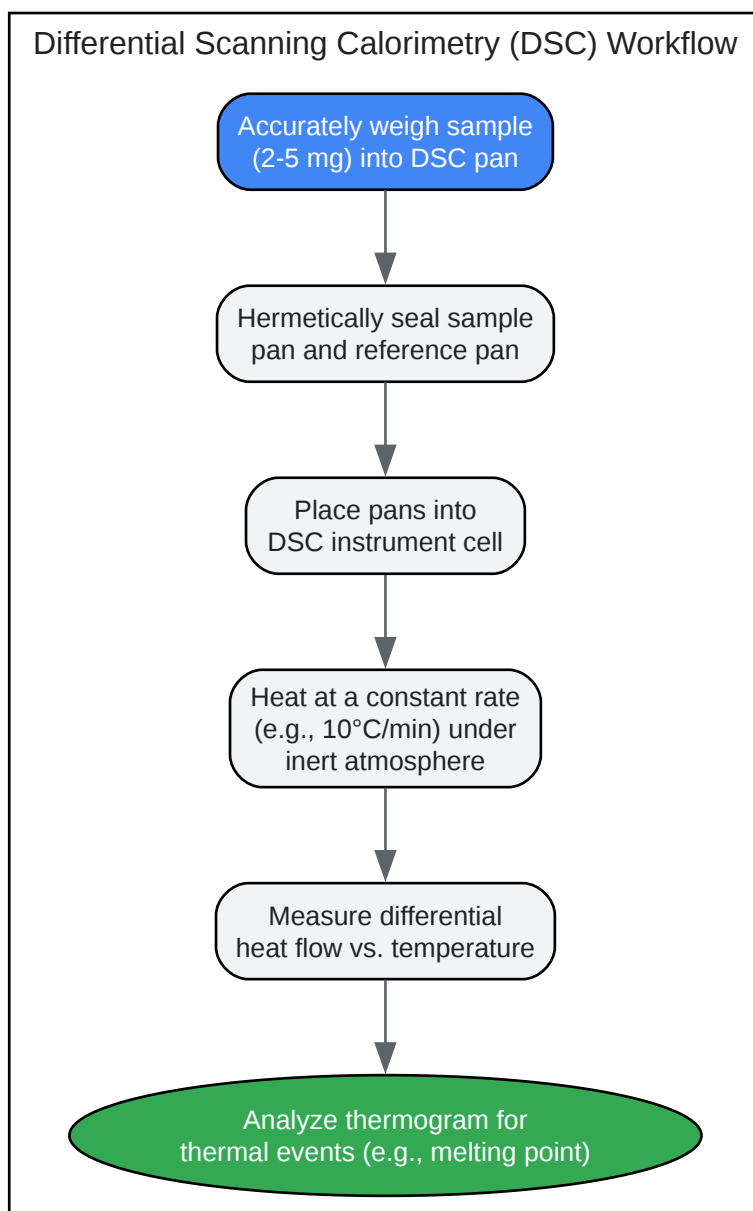 Differential Scanning Calorimetry (DSC) Workflow
Accurately weigh sample
(2-5 mg) into DSC pan
Hermetically seal sample
pan and reference pan
Place pans into
DSC instrument cell
Heat at a constant rate
(e.g., 10°C/min) under
inert atmosphere
Measure differential
heat flow vs. temperature
Analyze thermogram for
thermal events (e.g., melting point)